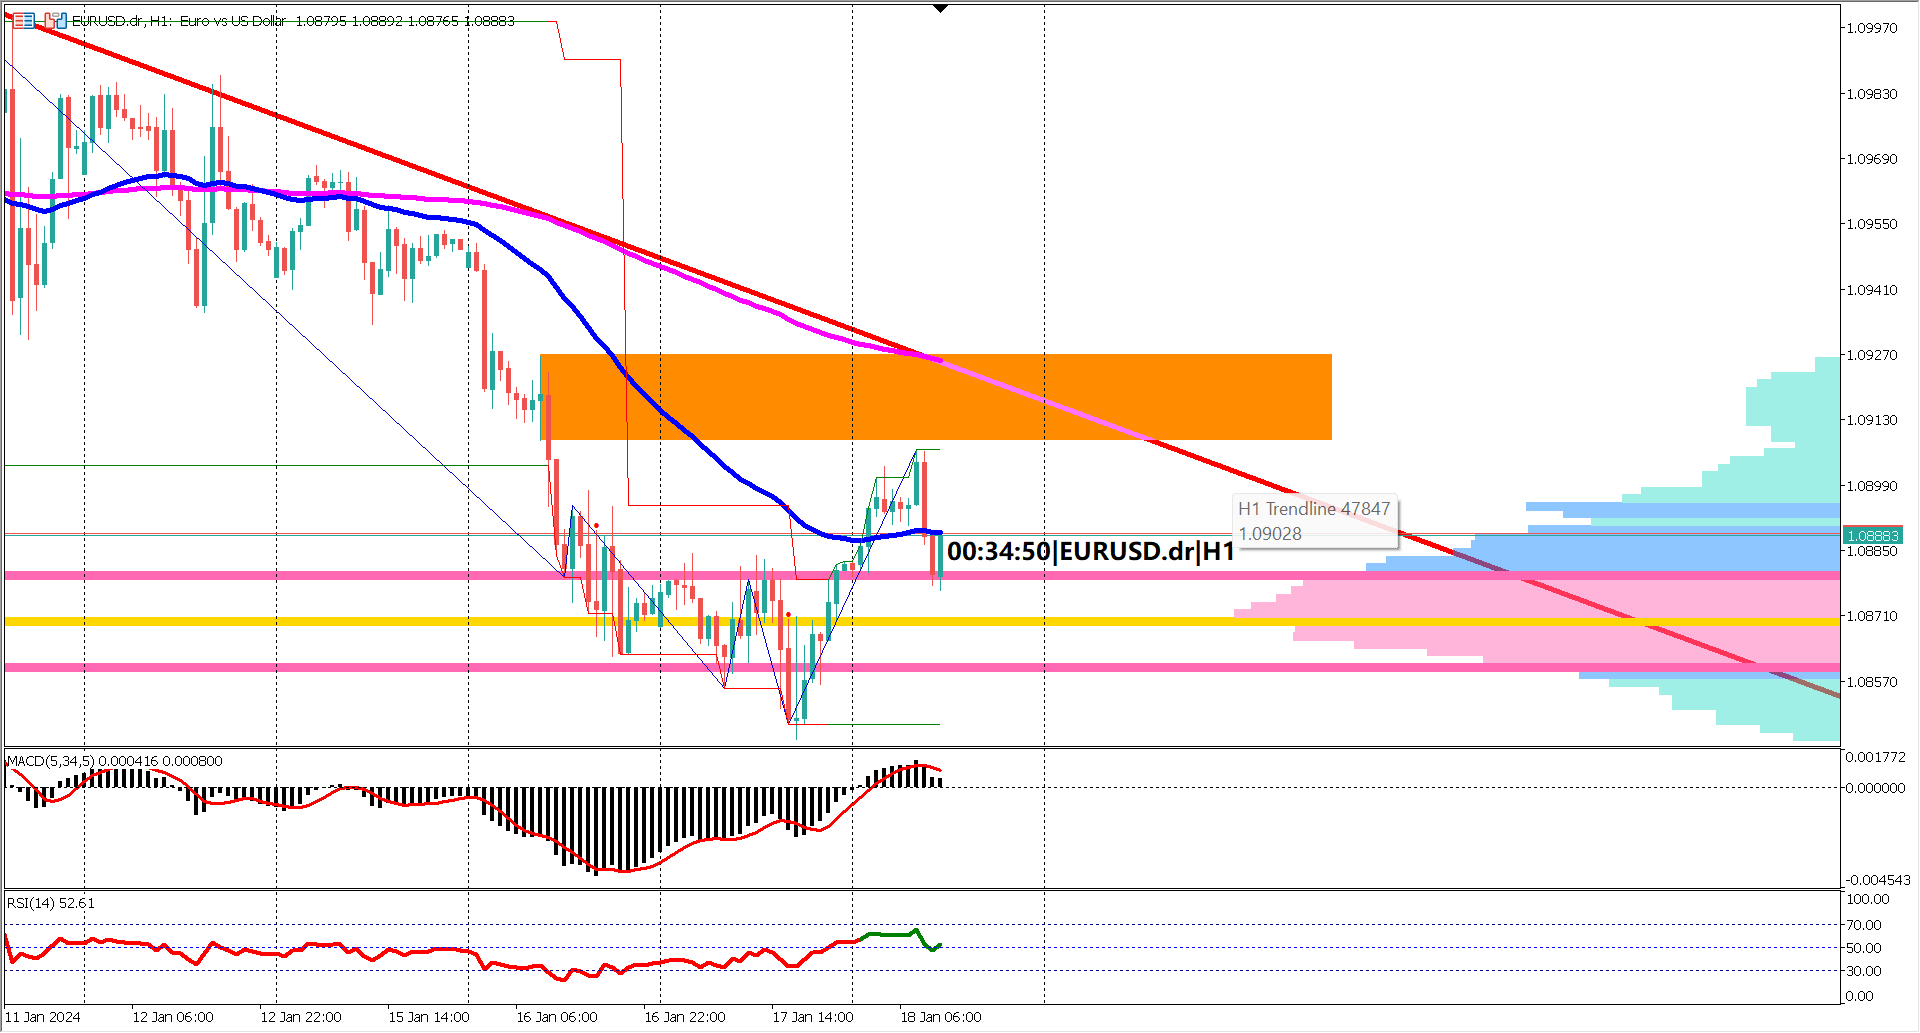 EURUSD.dr, H1: Euro vs US Dollar 1.08795 1.08892 1.08765 1.08883
1.09970
1.09830
1.09690
1.09550
1.09410
1.09270
1.09130
1.08990
1.08883
1.08850
1.08710
1.08570
H1 Trendline 47847
1.09028
00:34:50|EURUSD.dr|H1
MACD(5,34,5) 0.000416 0.000800
0.001772
0.000000
-0.004543
RSI(14) 52.61
100.00
70.00
50.00
30.00
0.00
11 Jan 2024
12 Jan 06:00
12 Jan 22:00
15 Jan 14:00
16 Jan 06:00
16 Jan 22:00
17 Jan 14:00
18 Jan 06:00